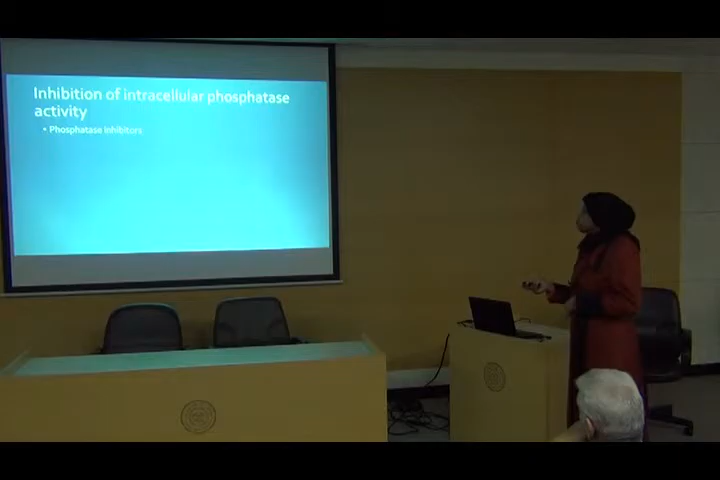 Inhibition of intracellular phosphatase
activity
• Phosphatase inhibitors